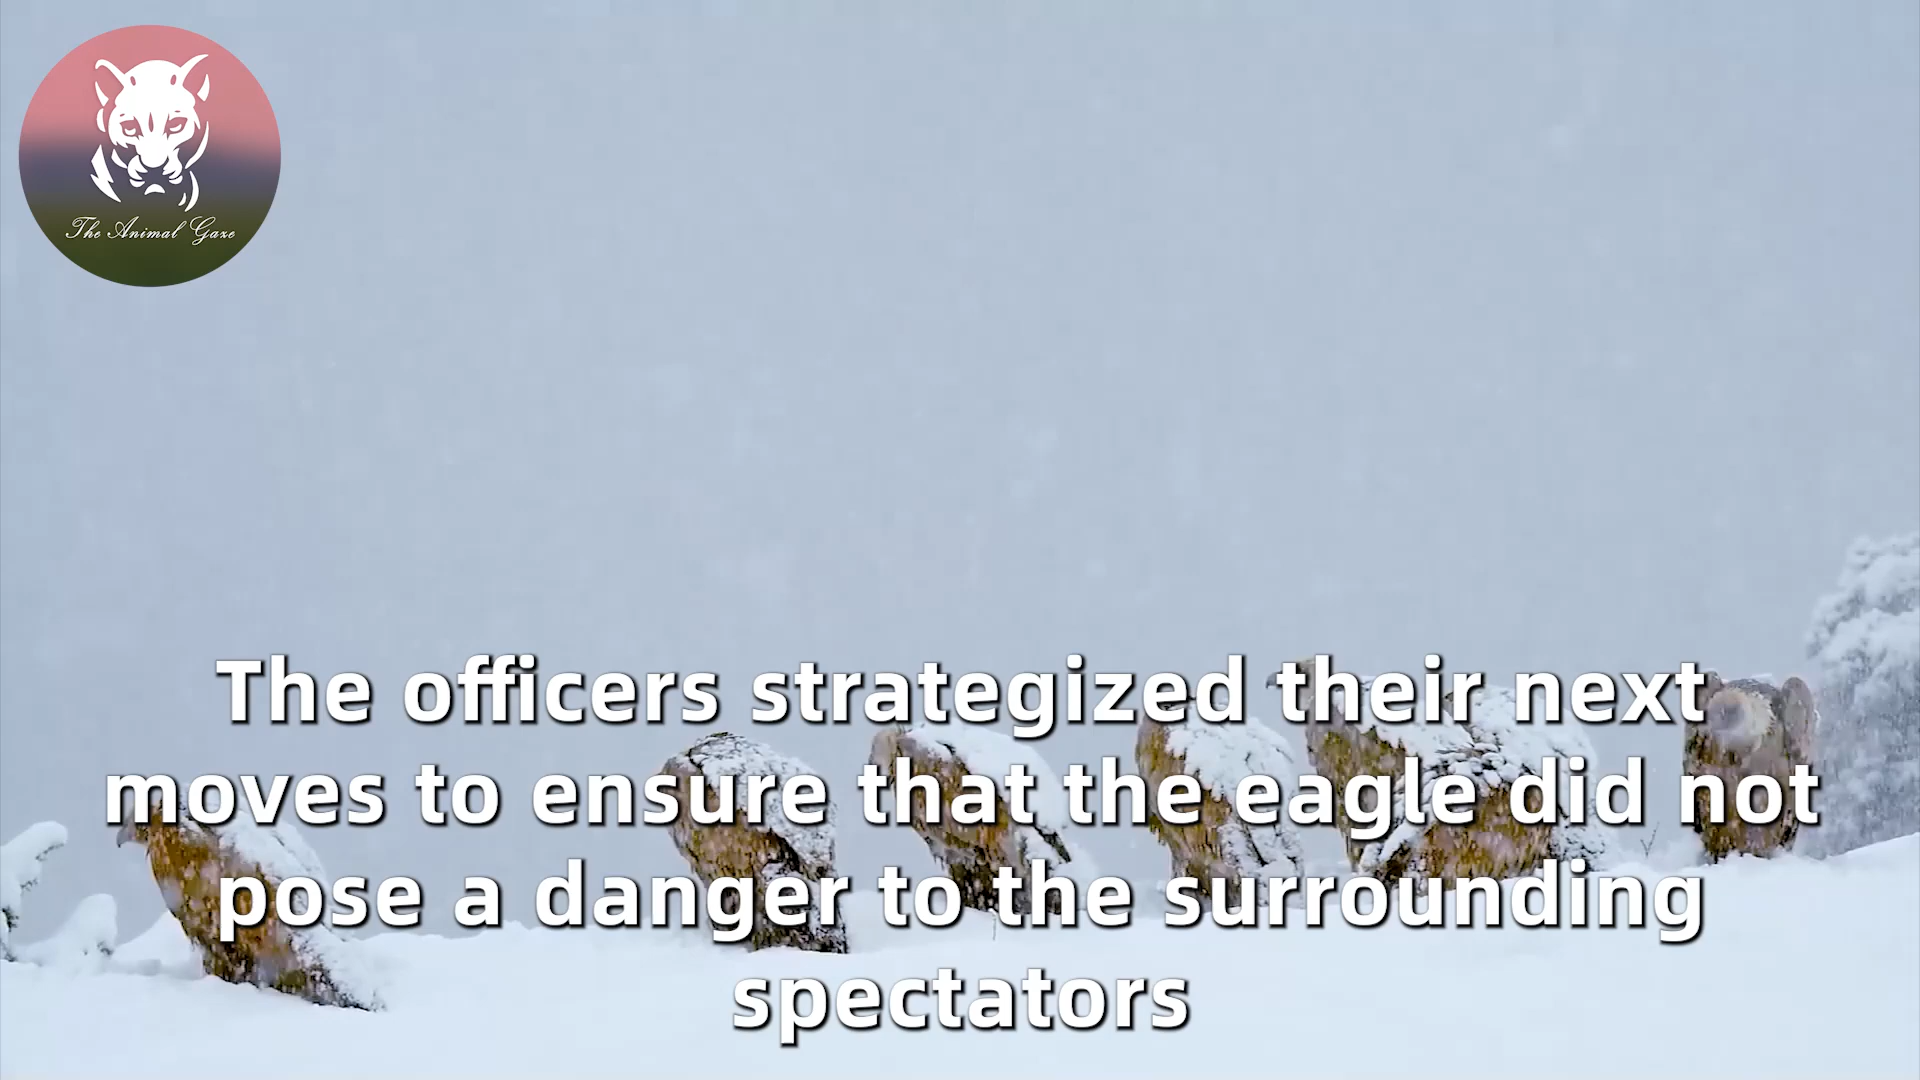 The Animal Gaze
The officers strategized their next
moves to ensure that the eagle did not
pose a danger to the surrounding
spectators